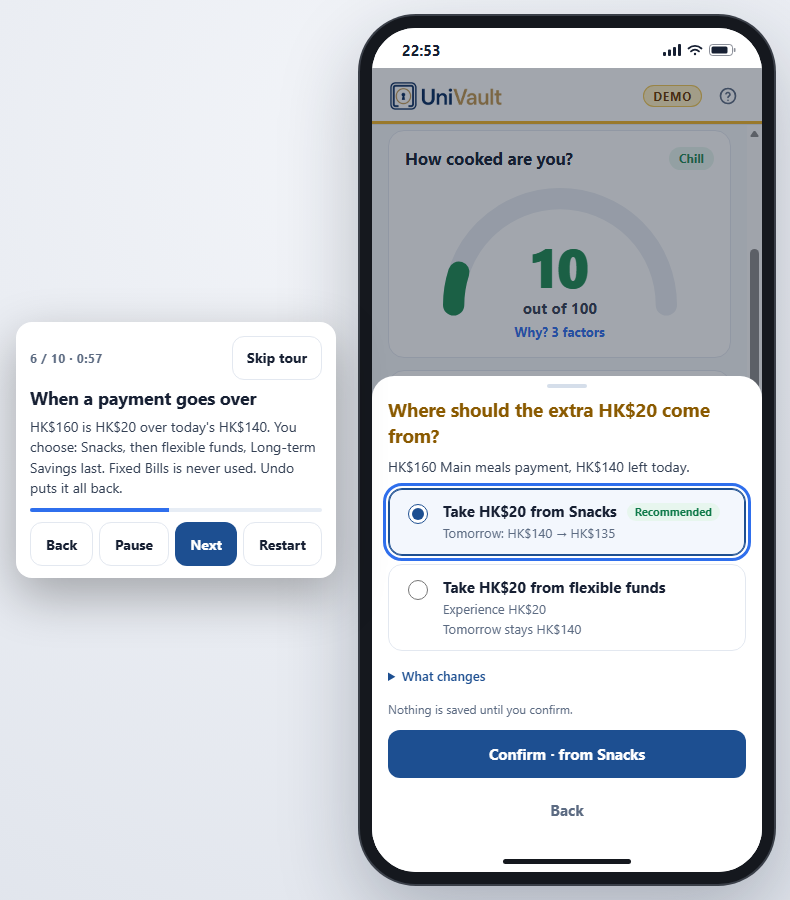 6 / 10 · 0:57
Skip tour
When a payment goes over
HK$160 is HK$20 over today's HK$140. You
choose: Snacks, then flexible funds, Long-term
Savings last. Fixed Bills is never used. Undo
puts it all back.
Back
Pause
Next
Restart
22:53
UniVault
DEMO
?
How cooked are you?
Chill
10
out of 100
Why? 3 factors
Where should the extra HK$20 come
from?
HK$160 Main meals payment, HK$140 left today.
Take HK$20 from Snacks
Recommended
Tomorrow: HK$140 → HK$135
Take HK$20 from flexible funds
Experience HK$20
Tomorrow stays HK$140
What changes
Nothing is saved until you confirm.
Confirm · from Snacks
Back